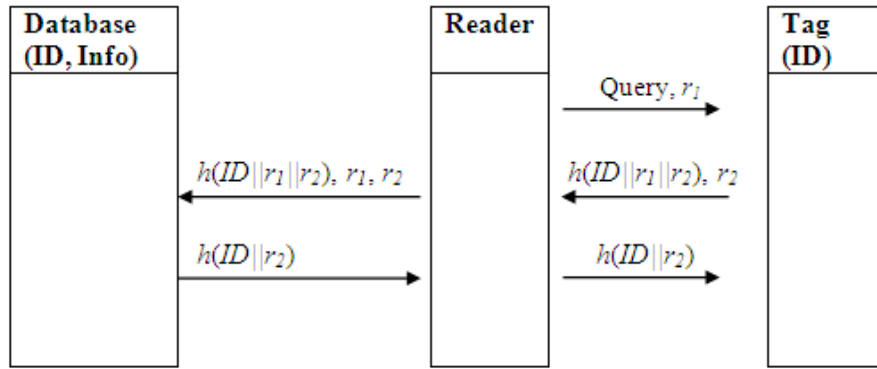 Database Reader Tag
(ID, Info) (ID)
Query, r₁
h(ID||r₁||r₂), r₁, r₂ h(ID||r₁||r₂), r₂
h(ID||r₂) h(ID||r₂)